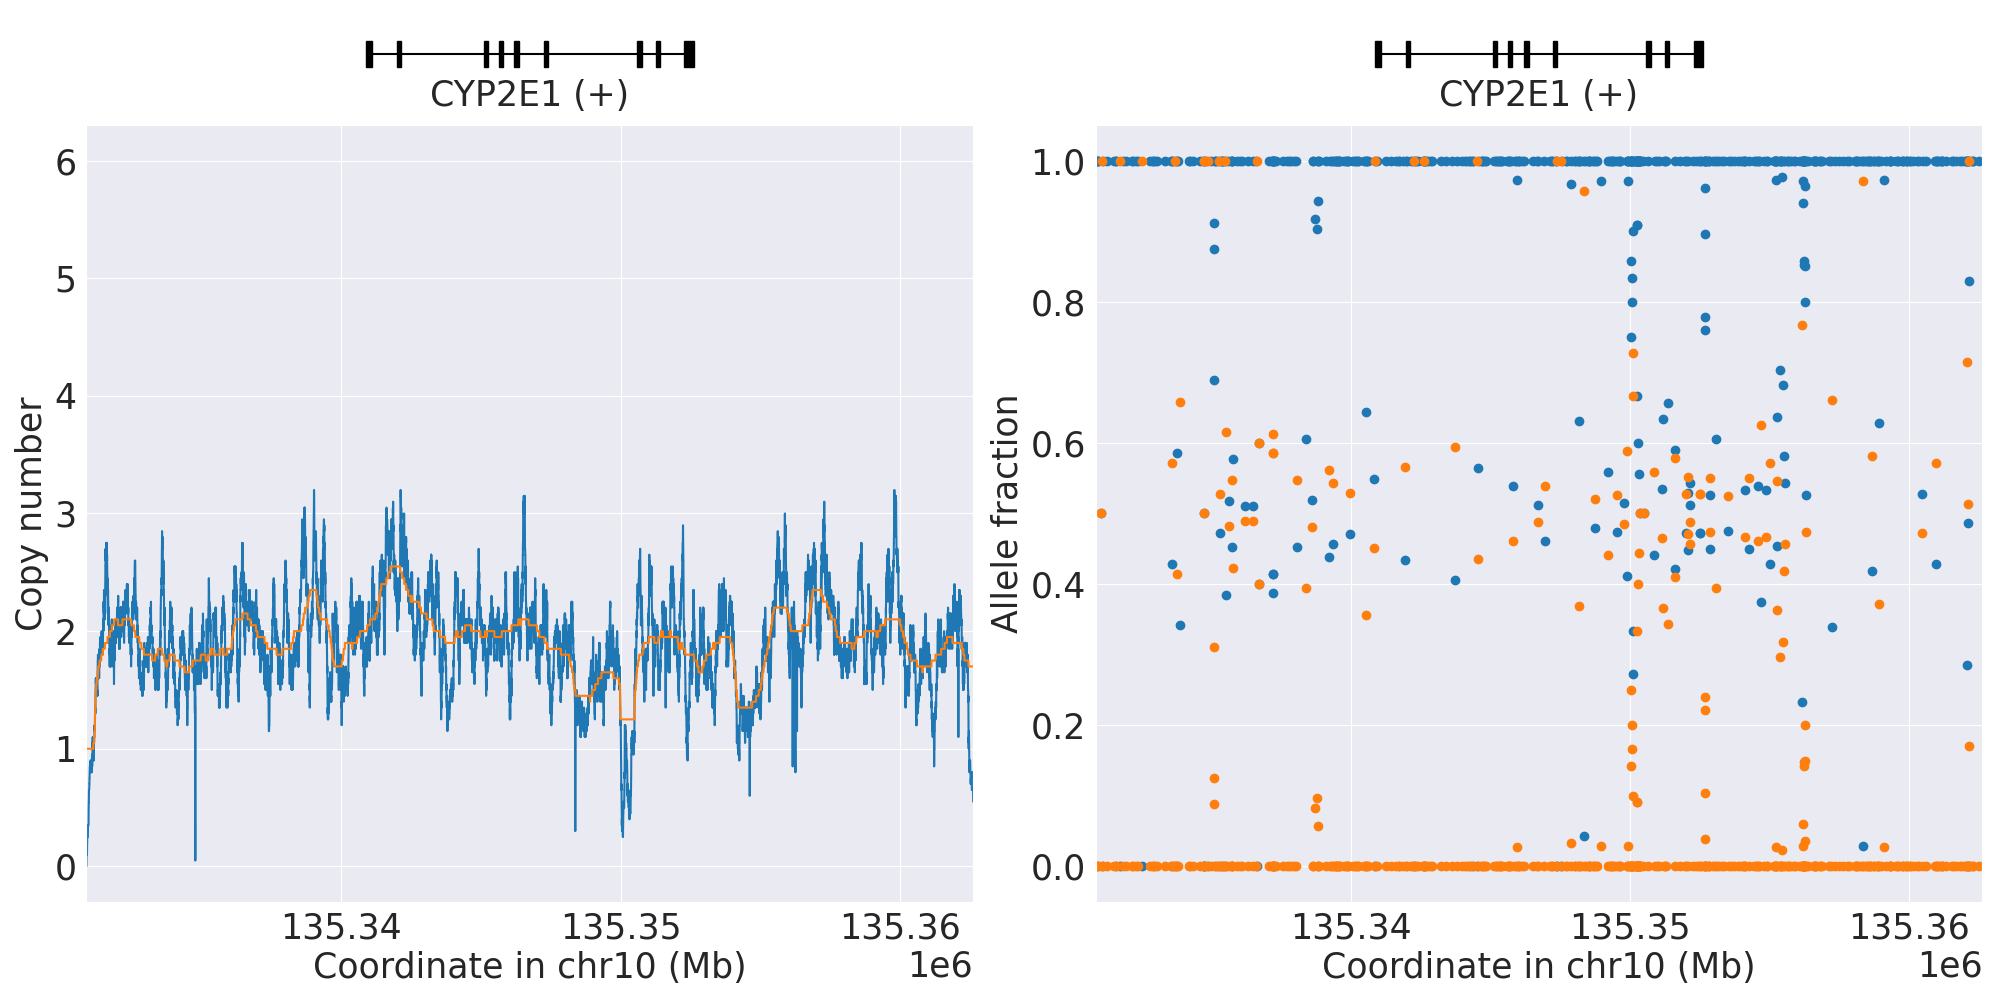 CYP2E1 (+)
6
5
4
3
2
1
0
Copy number
135.34 135.35 135.36
Coordinate in chr10 (Mb)
1e6
CYP2E1 (+)
1.0
0.8
0.6
0.4
0.2
0.0
Allele fraction
135.34 135.35 135.36
Coordinate in chr10 (Mb)
1e6